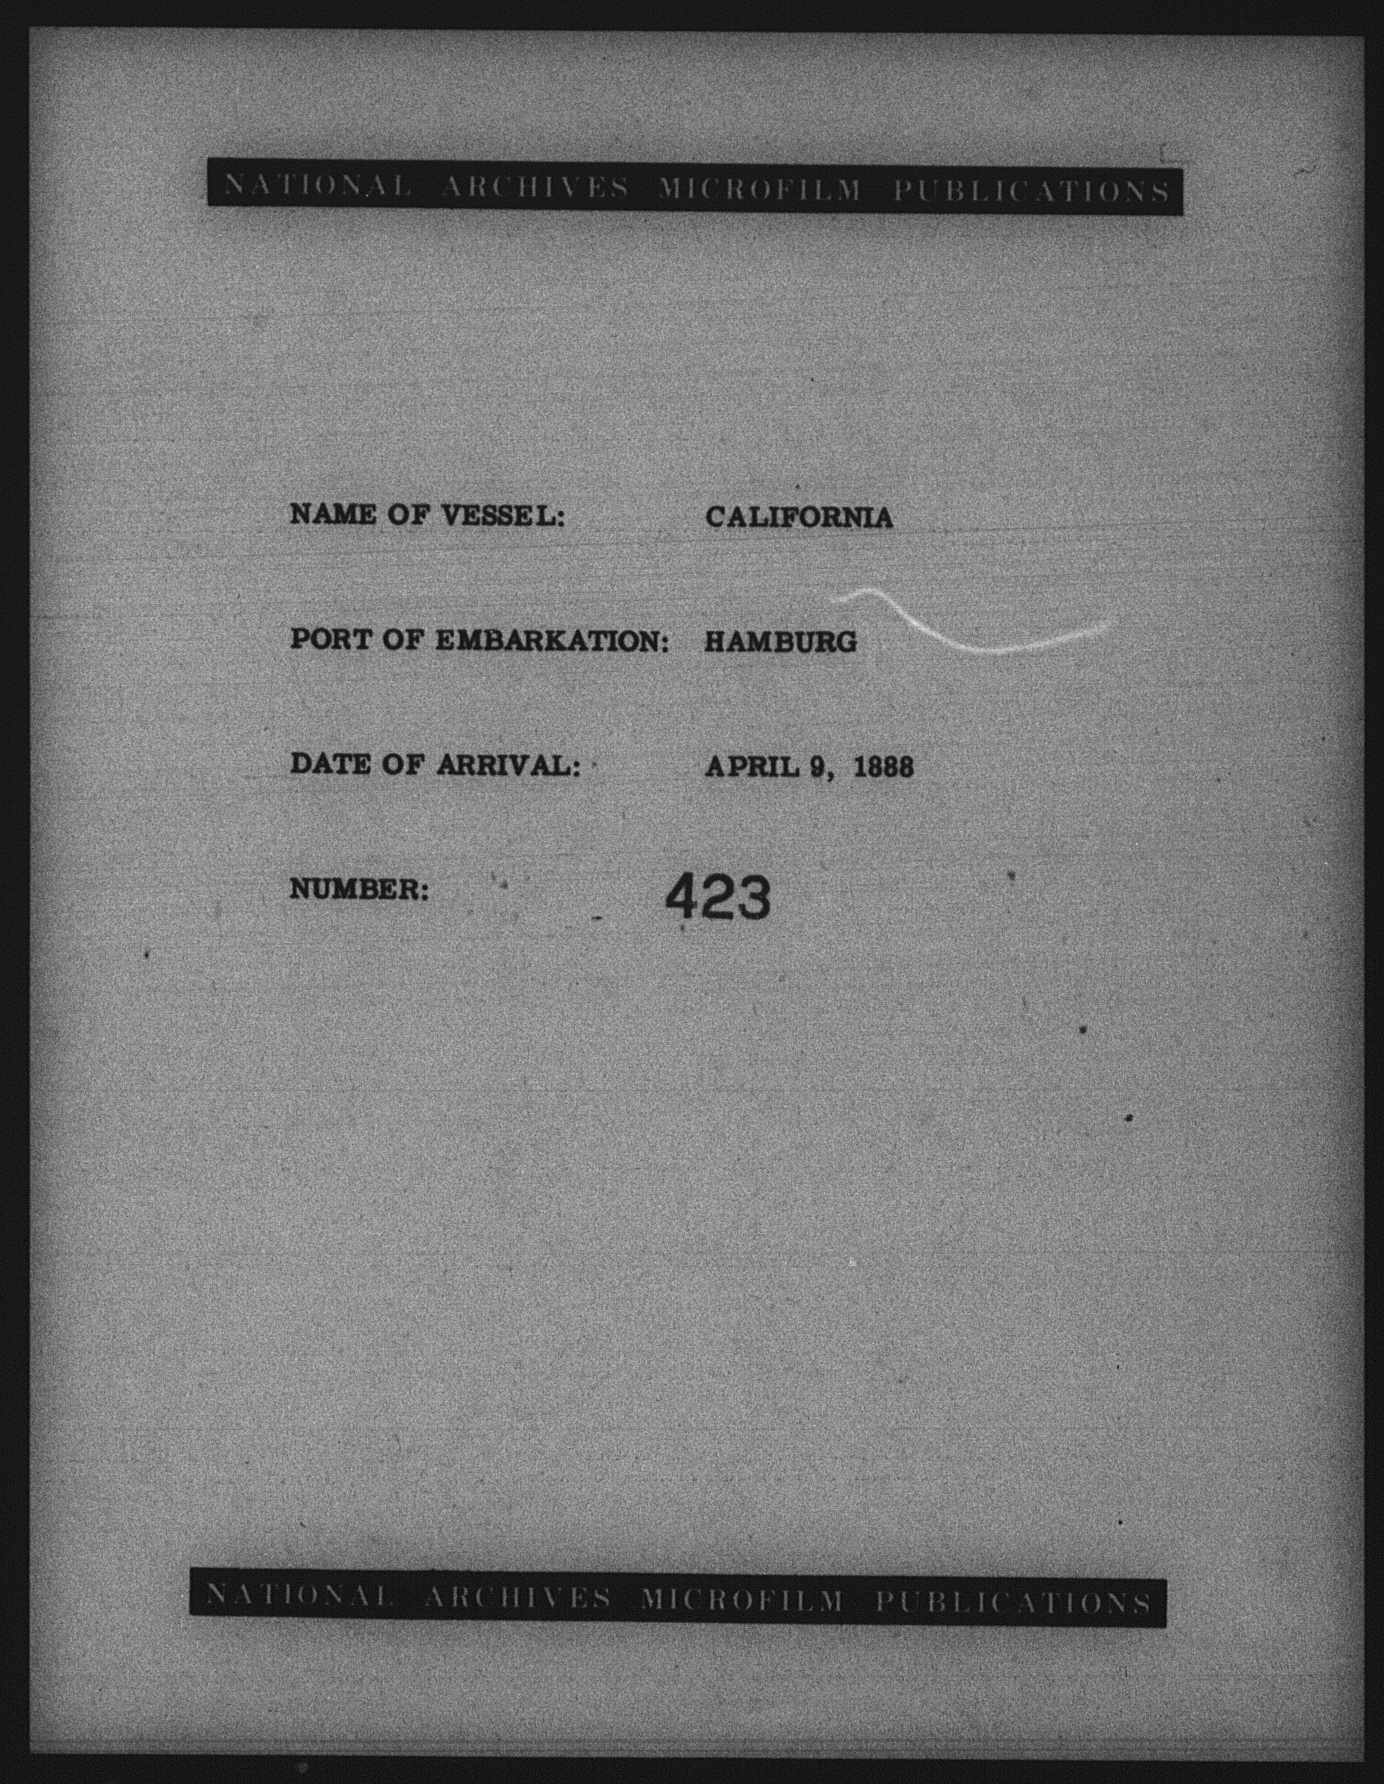 NATIONAL ARCHIVES MICROFILM PUBLICATIONS
NAME OF VESSEL: CALIFORNIA
PORT OF EMBARKATION: HAMBURG
DATE OF ARRIVAL: APRIL 9, 1888
NUMBER: 423
NATIONAL ARCHIVES MICROFILM PUBLICATIONS